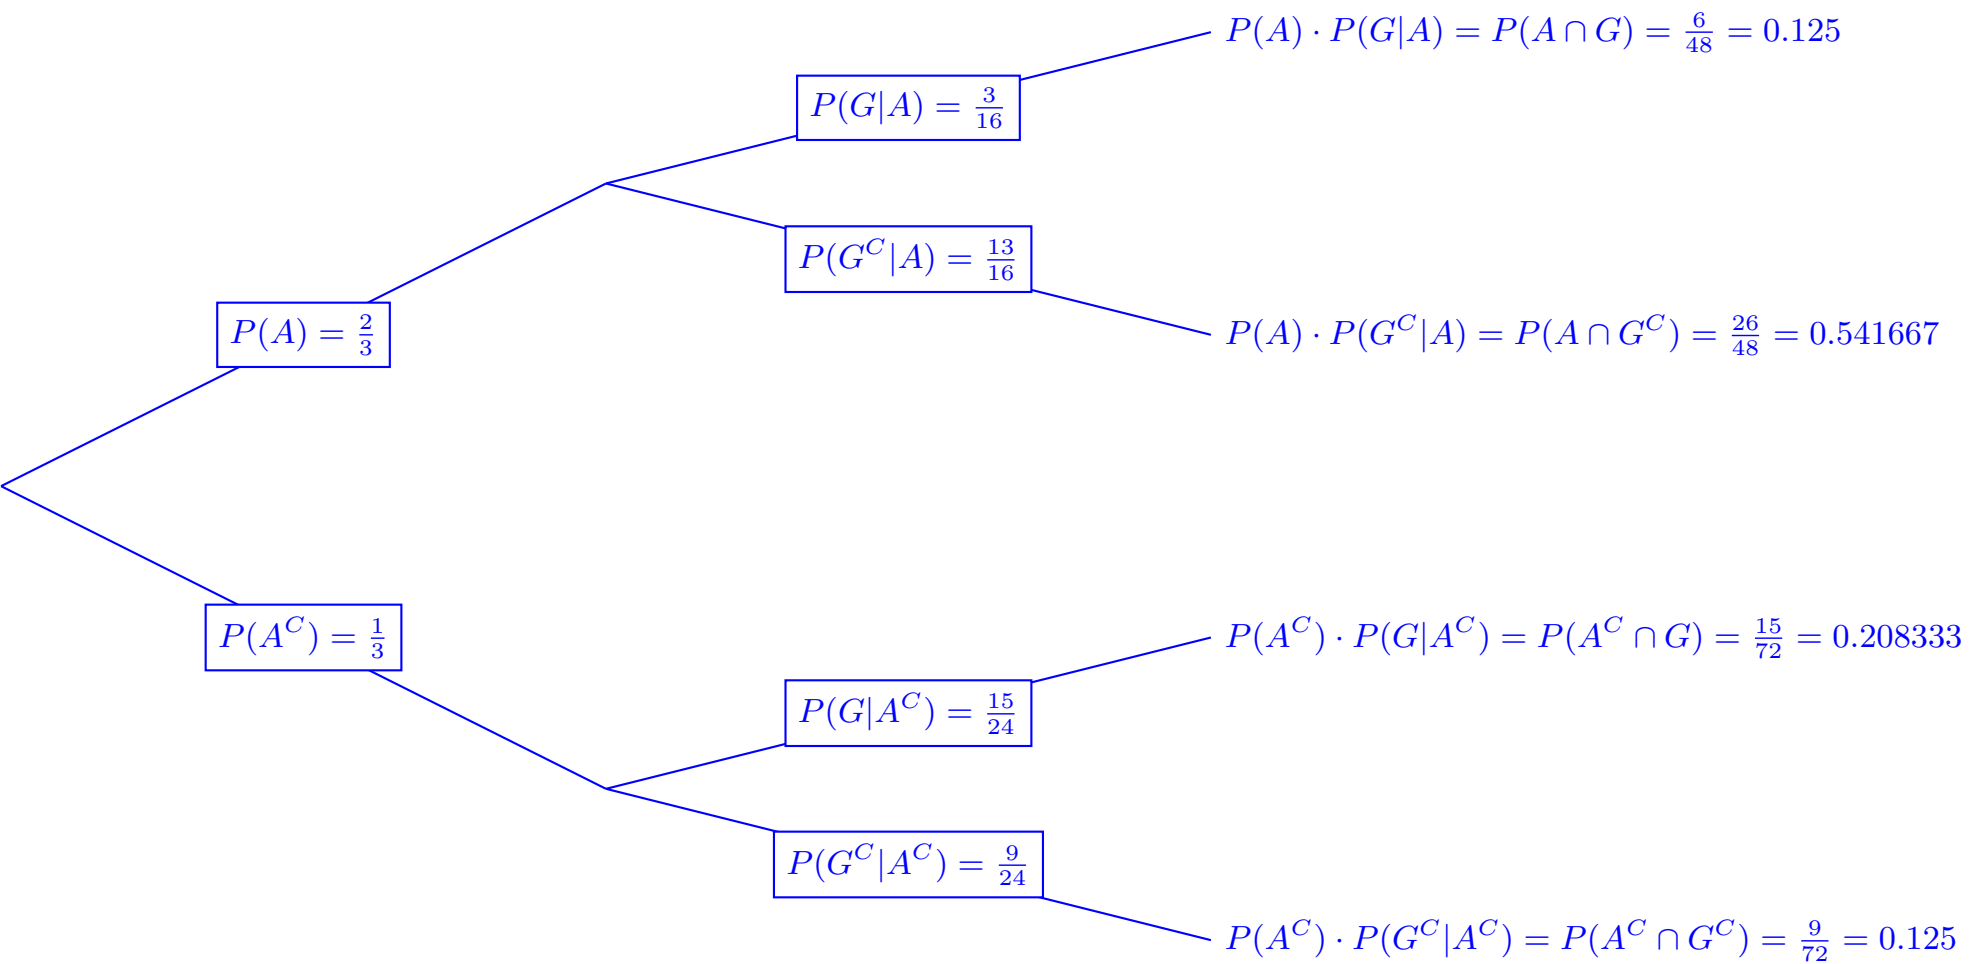 P(A) · P(G|A) = P(A ∩ G) = 6/48 = 0.125
P(G|A) = 3/16
P(G^C|A) = 13/16
P(A) = 2/3
P(A) · P(G^C|A) = P(A ∩ G^C) = 26/48 = 0.541667
P(A^C) = 1/3
P(A^C) · P(G|A^C) = P(A^C ∩ G) = 15/72 = 0.208333
P(G|A^C) = 15/24
P(G^C|A^C) = 9/24
P(A^C) · P(G^C|A^C) = P(A^C ∩ G^C) = 9/72 = 0.125